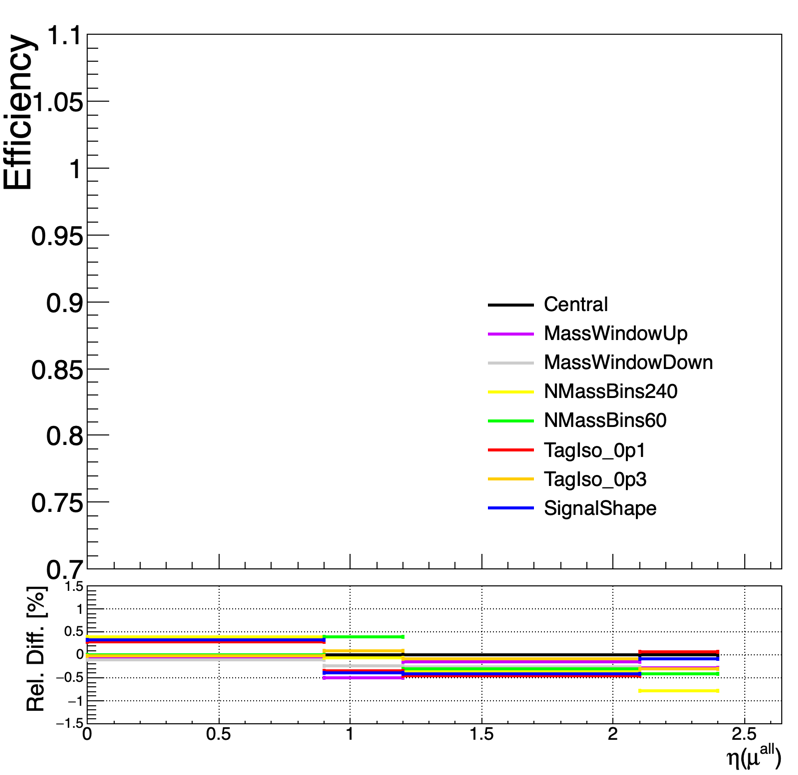 Efficiency
1.1
1.05
1
0.95
0.9
0.85
0.8
0.75
0.7
Central
MassWindowUp
MassWindowDown
NMassBins240
NMassBins60
TagIso_0p1
TagIso_0p3
SignalShape
Rel. Diff. [%]
1.5
1
0.5
0
−0.5
−1
−1.5
0 0.5 1 1.5 2 2.5
η(μall)